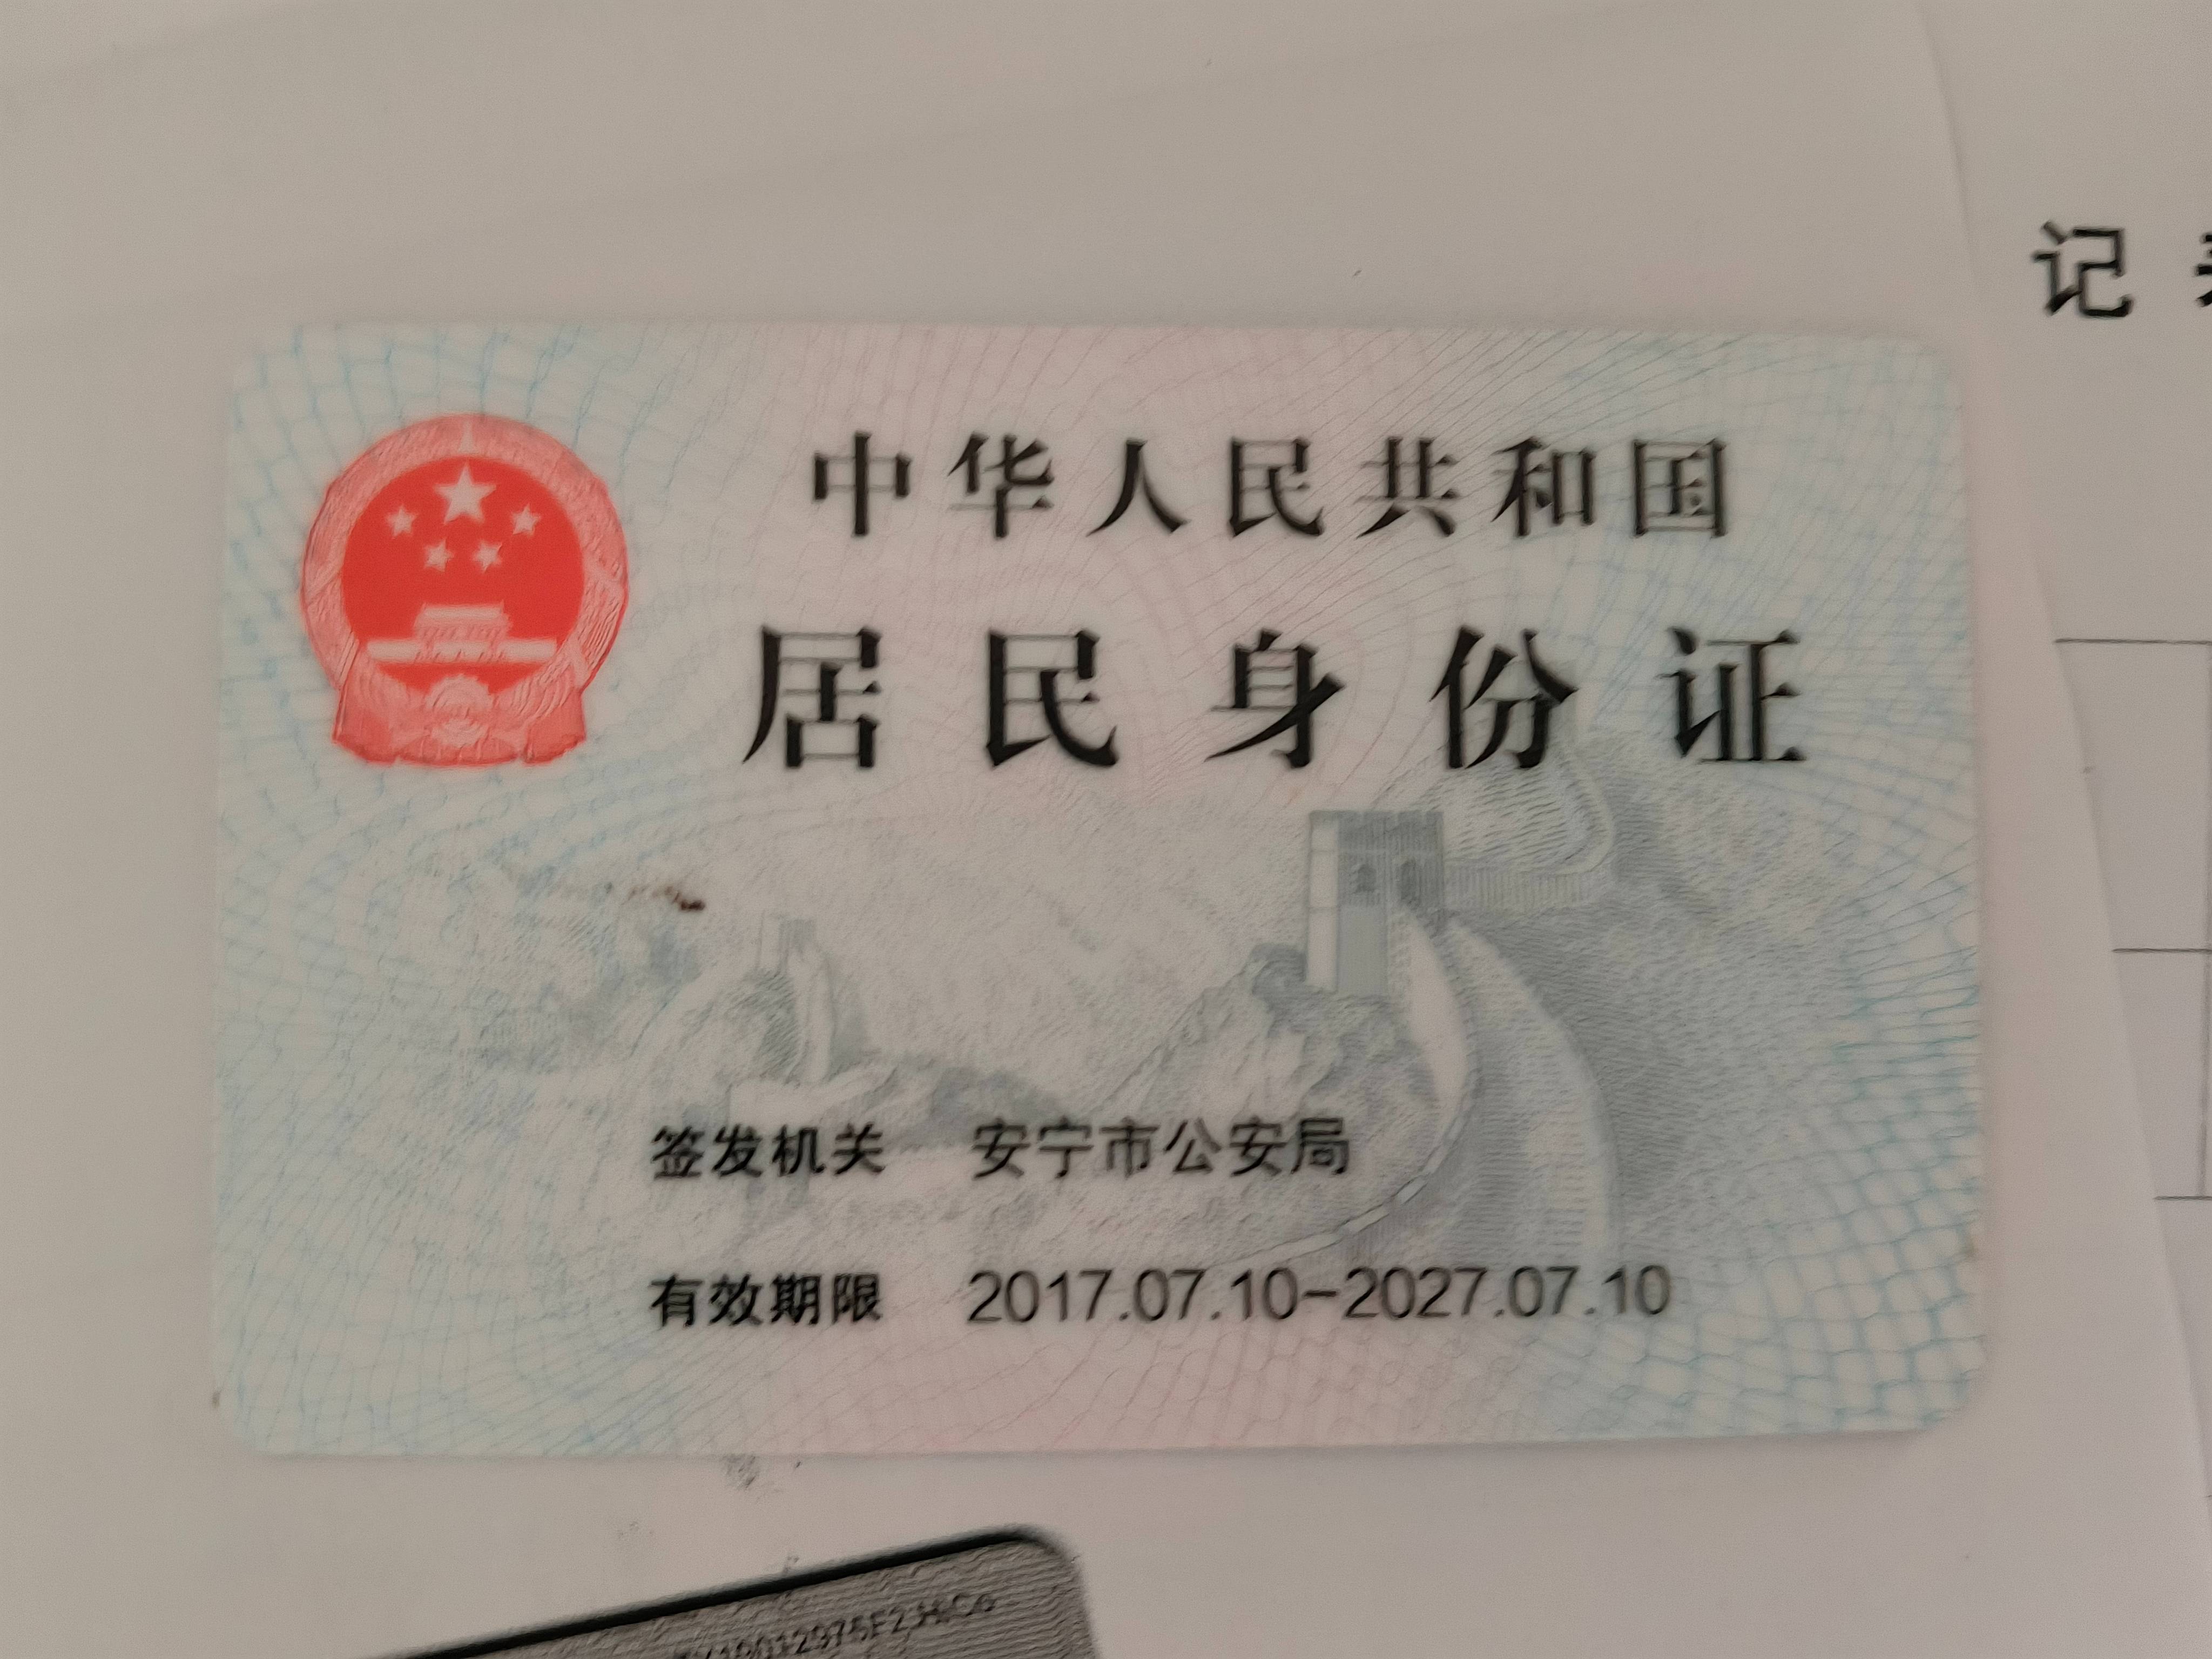 记
中华人民共和国
居民身份证
签发机关 安宁市公安局
有效期限 2017.07.10-2027.07.10